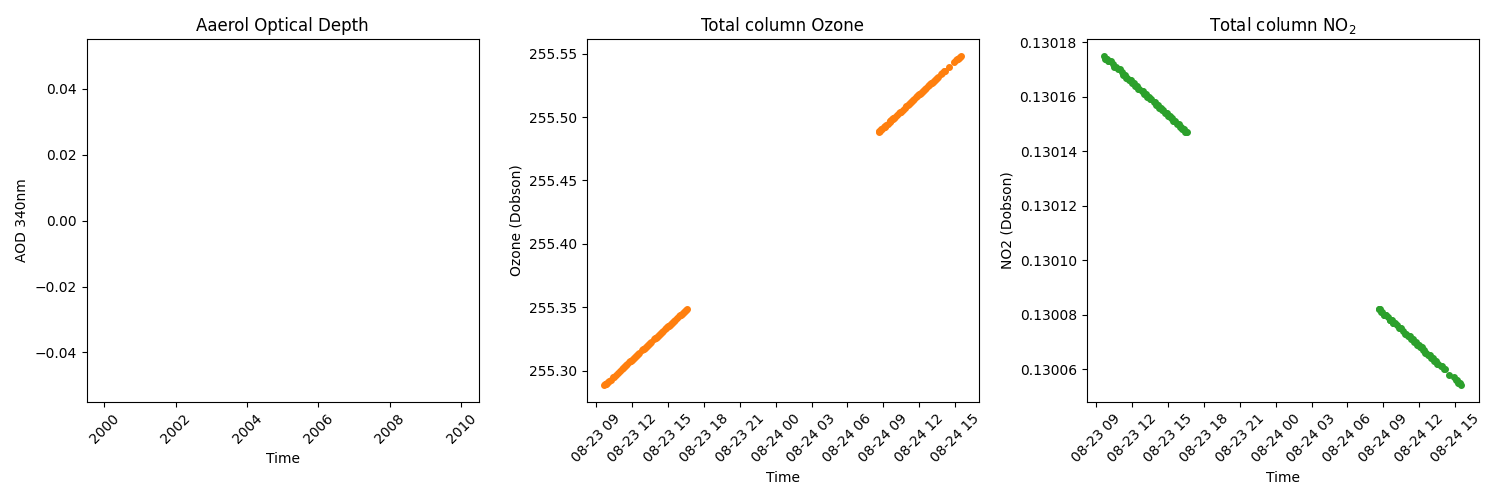 Aaerol Optical Depth
AOD 340nm
0.04
0.02
0.00
−0.02
−0.04
2000 2002 2004 2006 2008 2010
Time
Total column Ozone
Ozone (Dobson)
255.55
255.50
255.45
255.40
255.35
255.30
08-23 09 08-23 12 08-23 15 08-23 18 08-23 21 08-24 00 08-24 03 08-24 06 08-24 09 08-24 12 08-24 15
Time
Total column NO₂
NO2 (Dobson)
0.13018
0.13016
0.13014
0.13012
0.13010
0.13008
0.13006
08-23 09 08-23 12 08-23 15 08-23 18 08-23 21 08-24 00 08-24 03 08-24 06 08-24 09 08-24 12 08-24 15
Time